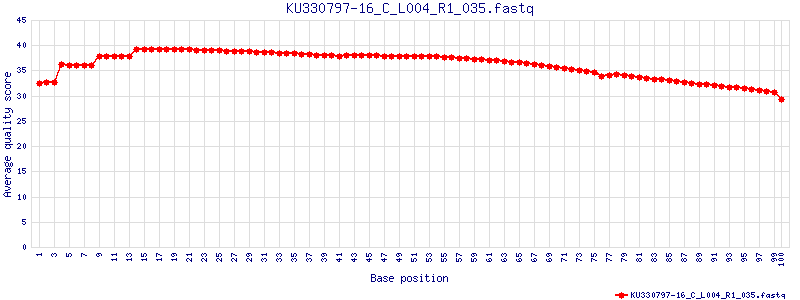 KU330797-16_C_L004_R1_035.fastq
Average quality score
45
40
35
30
25
20
15
10
5
0
1 3 5 7 9 11 13 15 17 19 21 23 25 27 29 31 33 35 37 39 41 43 45 47 49 51 53 55 57 59 61 63 65 67 69 71 73 75 77 79 81 83 85 87 89 91 93 95 97 99 100
Base position
KU330797-16_C_L004_R1_035.fastq